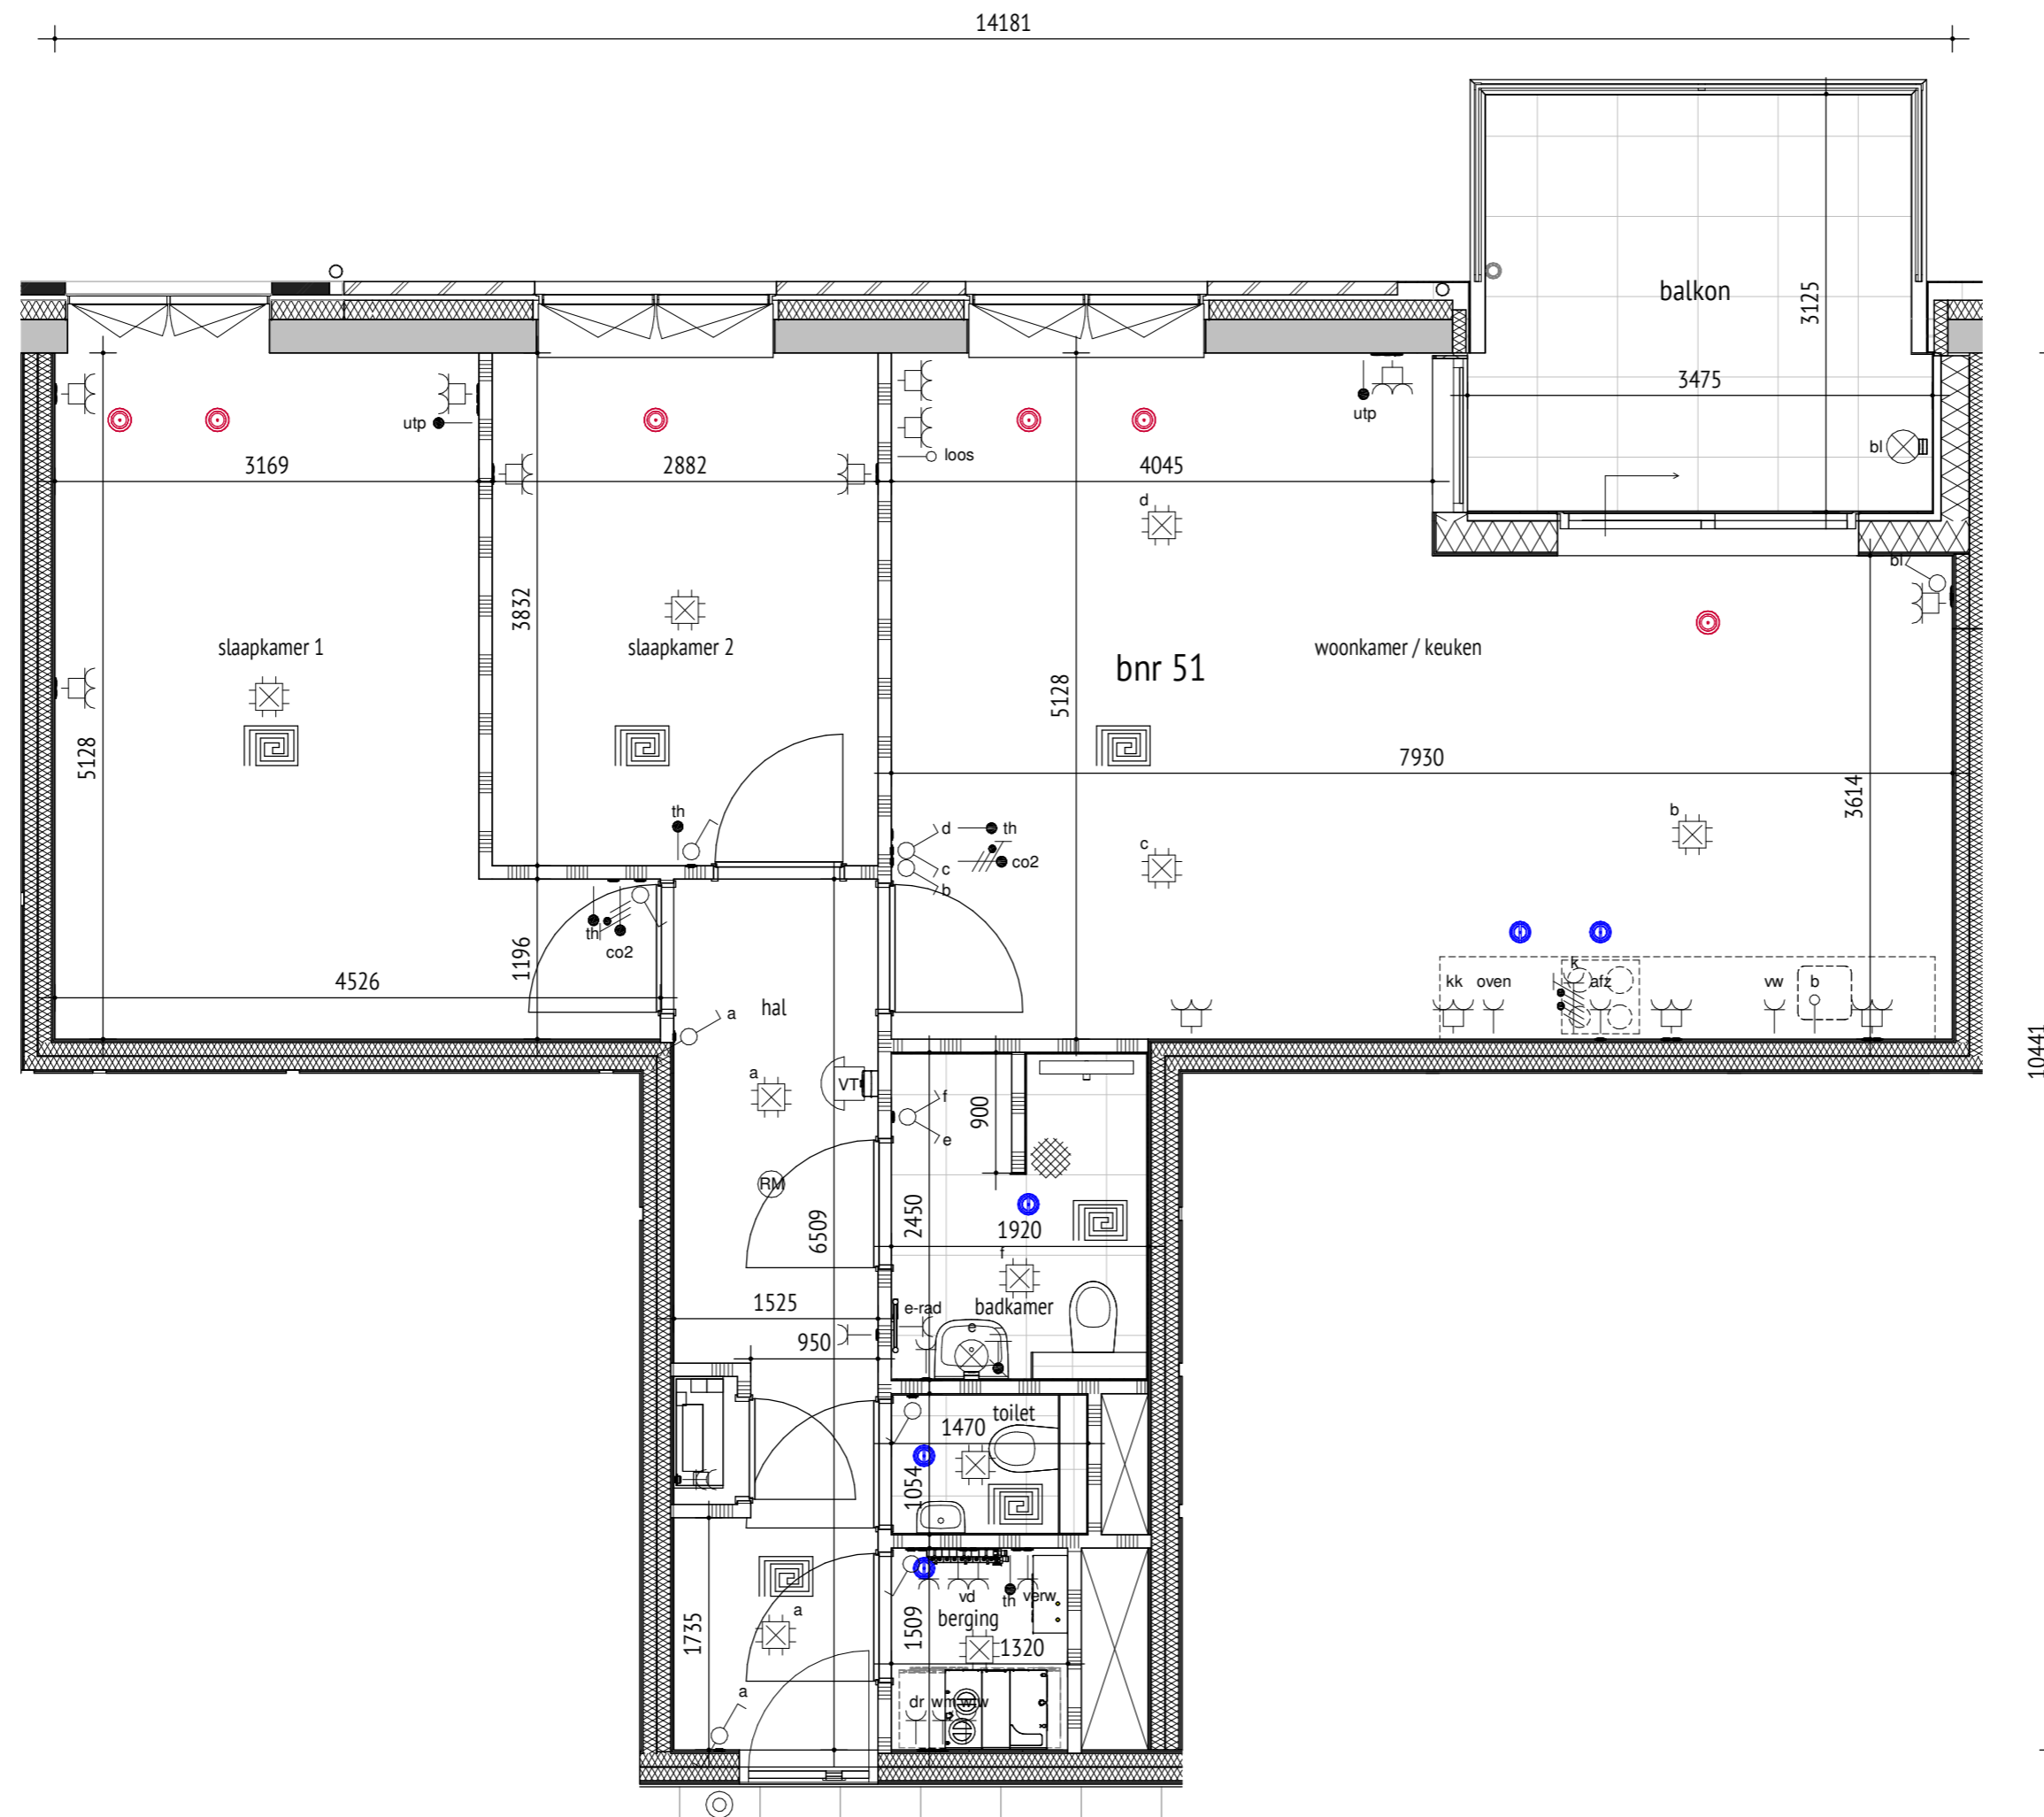 14181
balkon
3125
3475
utp
utp
bl
loos
3169
2882
4045
d
bl
3832
slaapkamer 1
slaapkamer 2
woonkamer / keuken
bnr 51
5128
5128
7930
3614
th
d
th
c
co2
b
c
b
th
co2
1196
4526
hal
a
kk
oven
k
afz
vw
b
10441
a
VT
f
e
900
RM
6509
2450
1920
f
1525
e-rad
badkamer
e
950
toilet
1470
1054
vd
th
verw
a
berging
1735
1509
1320
a
dr
wm
wtw